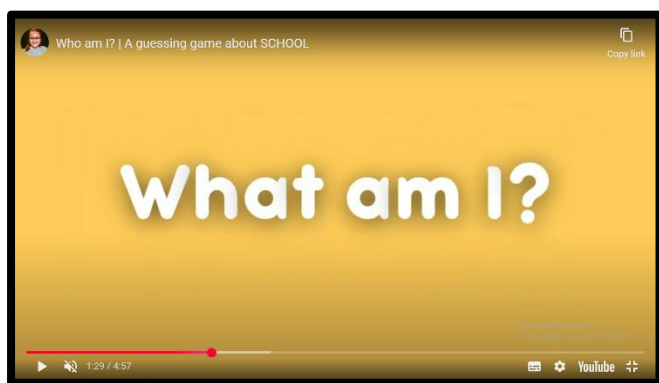 Who am I? | A guessing game about SCHOOL
Copy link
What am I?
1:29 / 4:57
YouTube